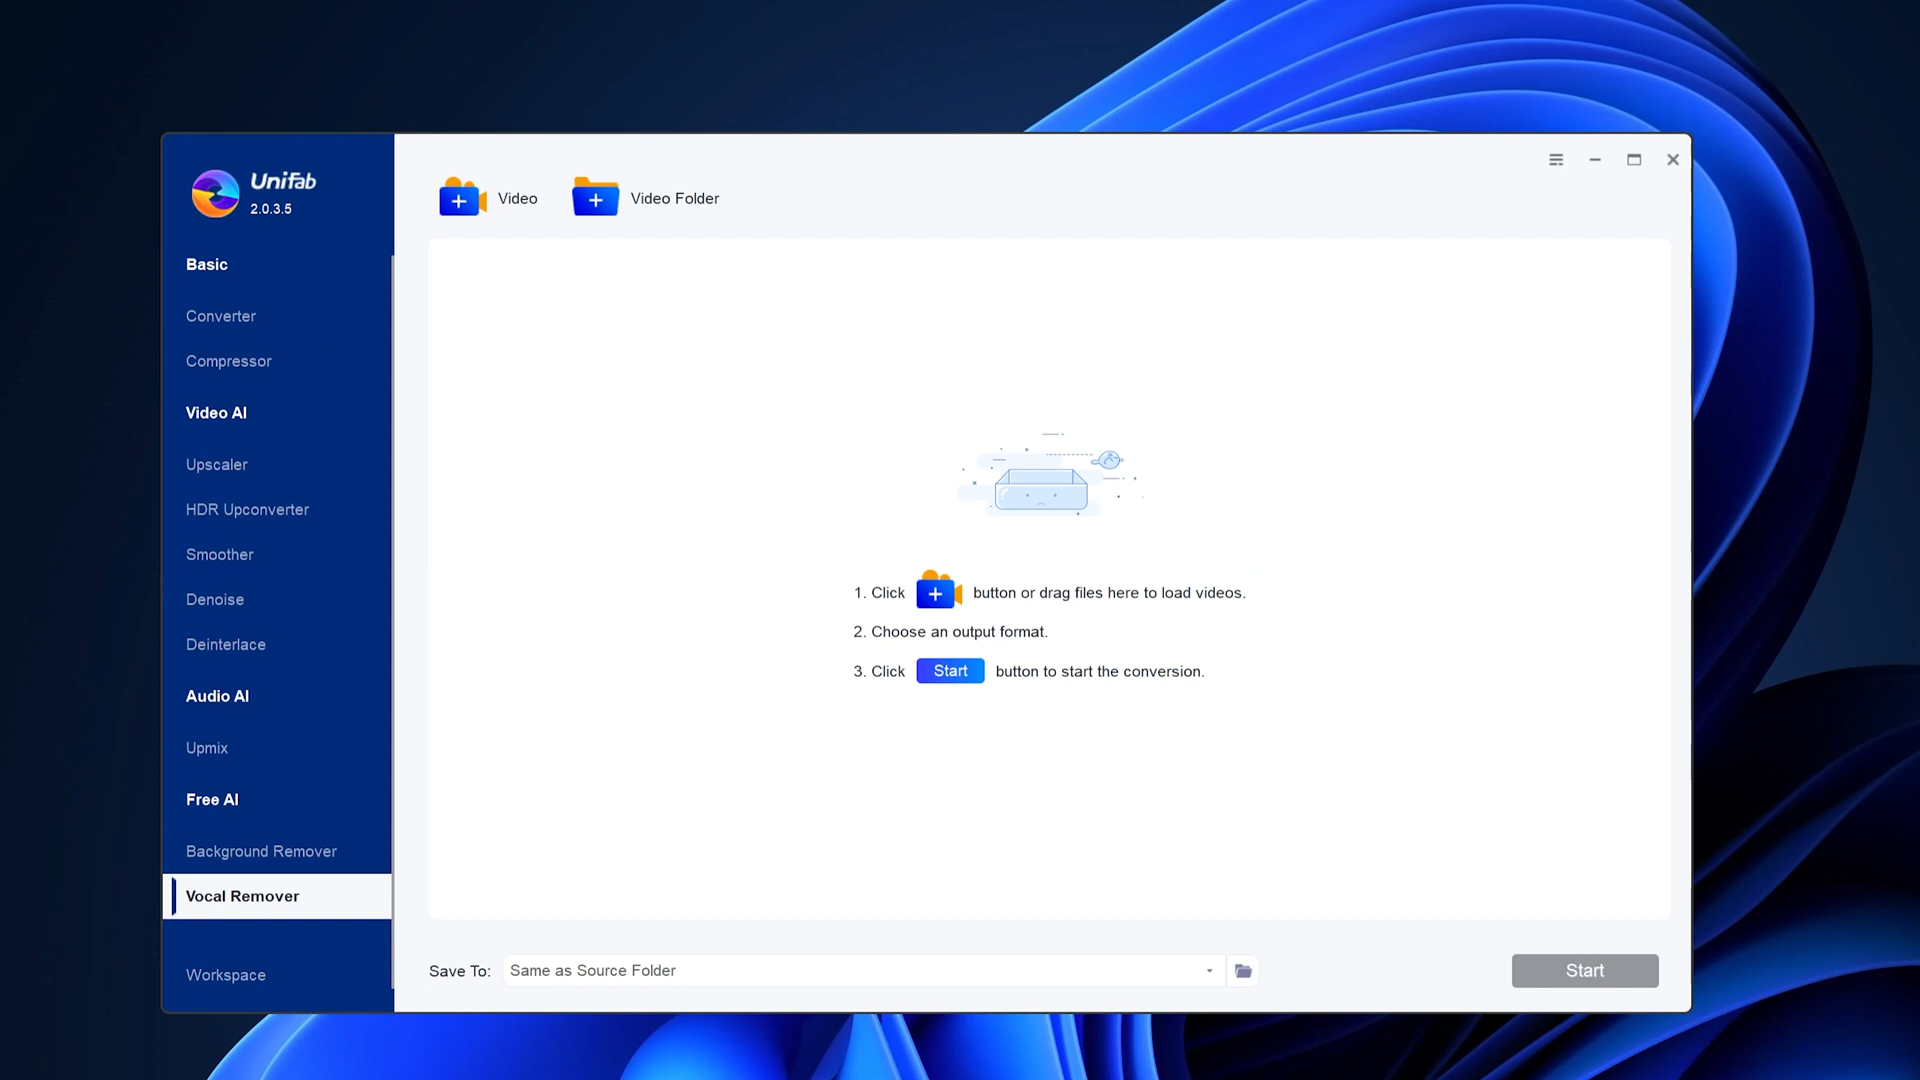 UniFab
2.0.3.5
Basic
Converter
Compressor
Video AI
Upscaler
HDR Upconverter
Smoother
Denoise
Deinterlace
Audio AI
Upmix
Free AI
Background Remover
Vocal Remover
Workspace
Video
Video Folder
1. Click button or drag files here to load videos.
2. Choose an output format.
3. Click Start button to start the conversion.
Save To: Same as Source Folder
Start